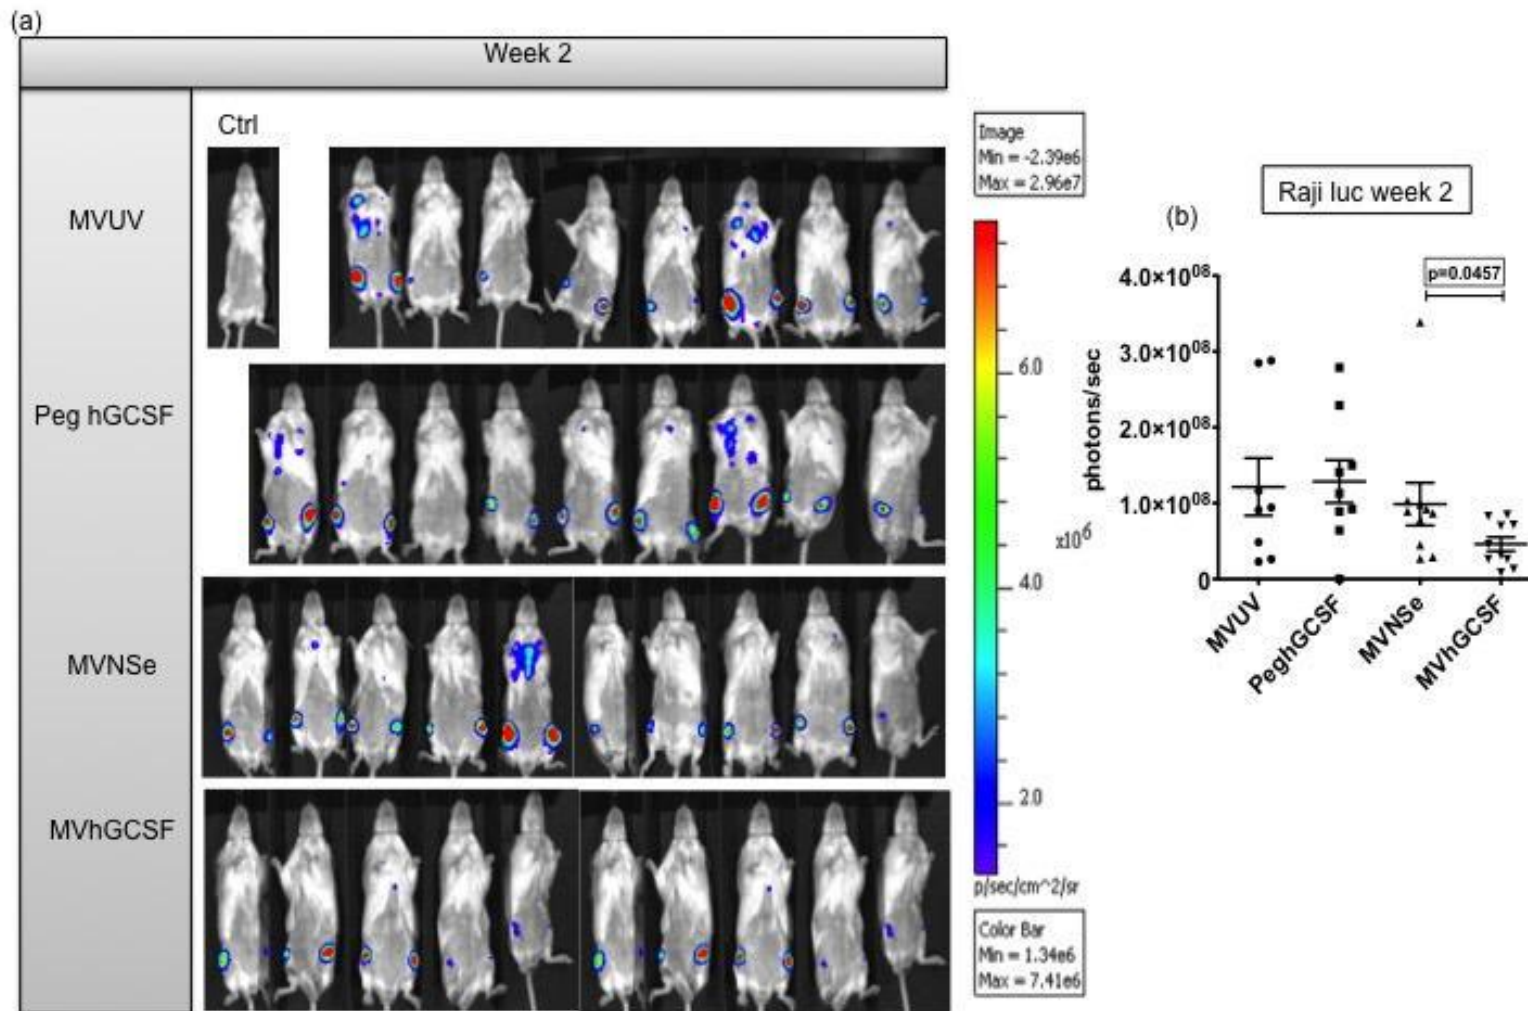 (a)
Week 2
Ctrl
MVUV
Peg hGCSF
MVNSe
MVhGCSF
Image
Min = -2.39e6
Max = 2.96e7
6.0
x10^6
4.0
2.0
p/sec/cm^2/sr
Color Bar
Min = 1.34e6
Max = 7.41e6
Raji luc week 2
(b)
p=0.0457
4.0×10^08
3.0×10^08
2.0×10^08
1.0×10^08
0
photons/sec
MVUV
PeghGCSF
MVNSe
MVhGCSF